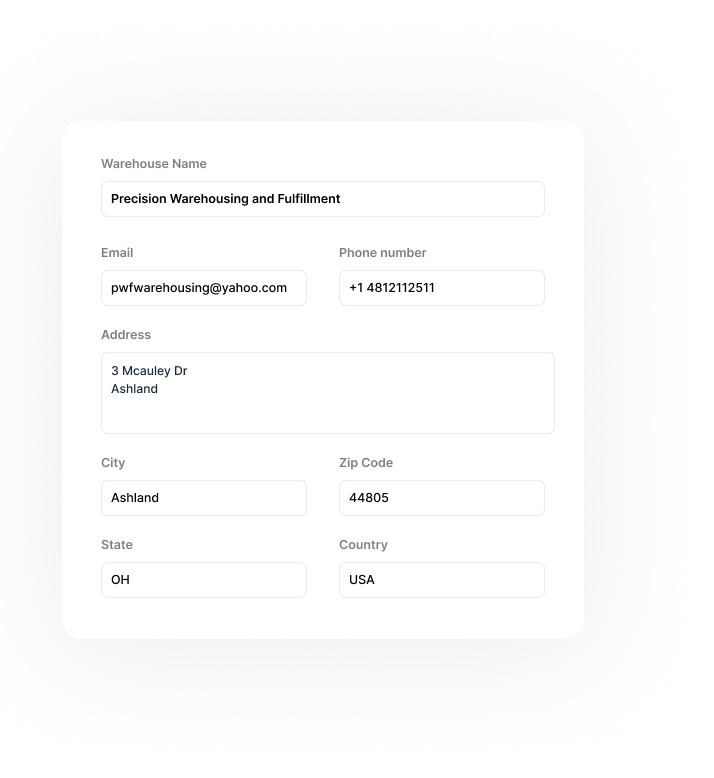 Warehouse Name
Precision Warehousing and Fulfillment
Email
Phone number
pwfwarehousing@yahoo.com
+1 4812112511
Address
3 Mcauley Dr
Ashland
City
Zip Code
Ashland
44805
State
Country
OH
USA